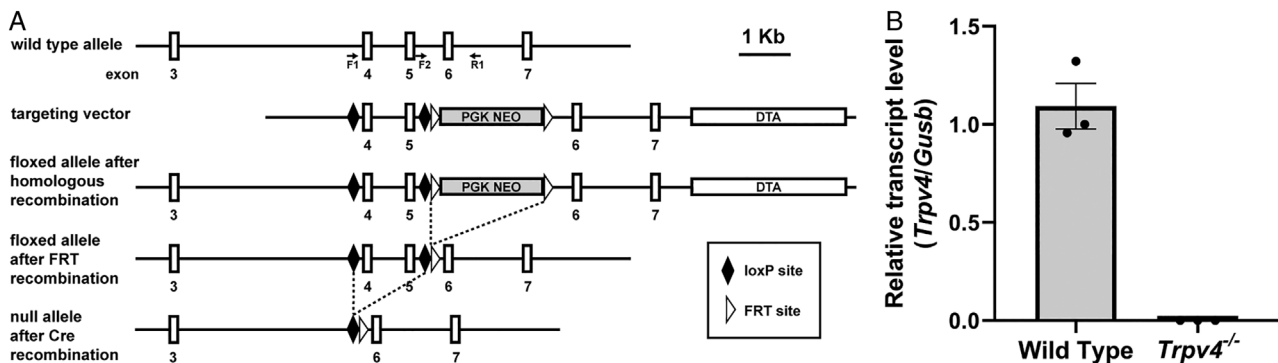 A
wild type allele
F1
F2
R1
exon
3
4
5
6
7
1 Kb
targeting vector
PGK NEO
DTA
4
5
6
7
floxed allele after
homologous
recombination
PGK NEO
DTA
3
4
5
6
7
floxed allele
after FRT
recombination
3
4
5
6
7
null allele
after Cre
recombination
3
6
7
loxP site
FRT site
B
Relative transcript level
(Trpv4/Gusb)
1.5
1.0
0.5
0.0
Wild Type
Trpv4-/-